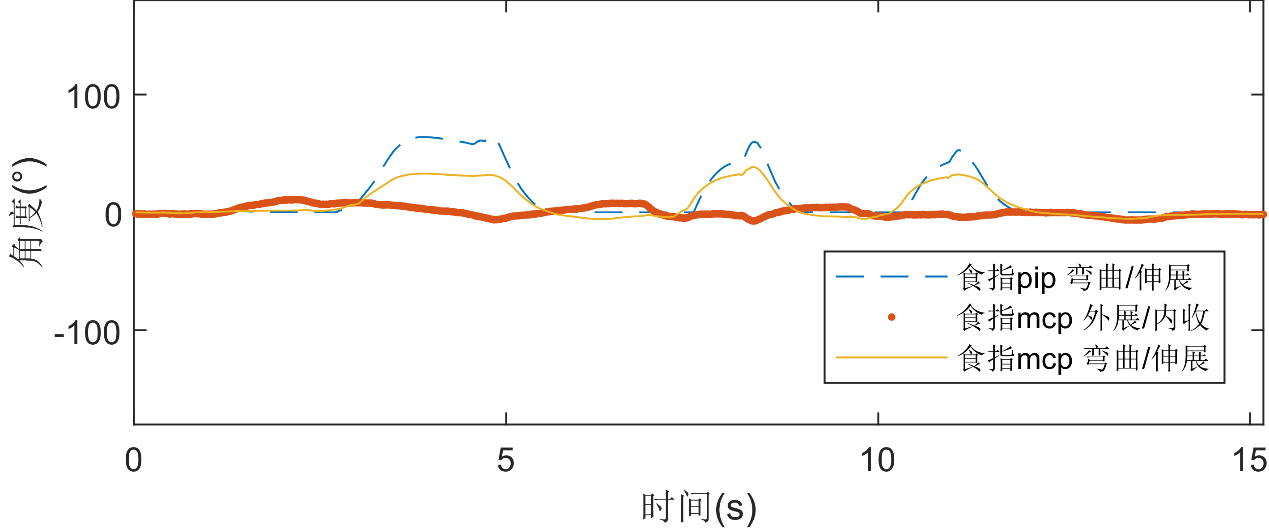 100
0
-100
角度(°)
食指pip 弯曲/伸展
食指mcp 外展/内收
食指mcp 弯曲/伸展
0 5 10 15
时间(s)